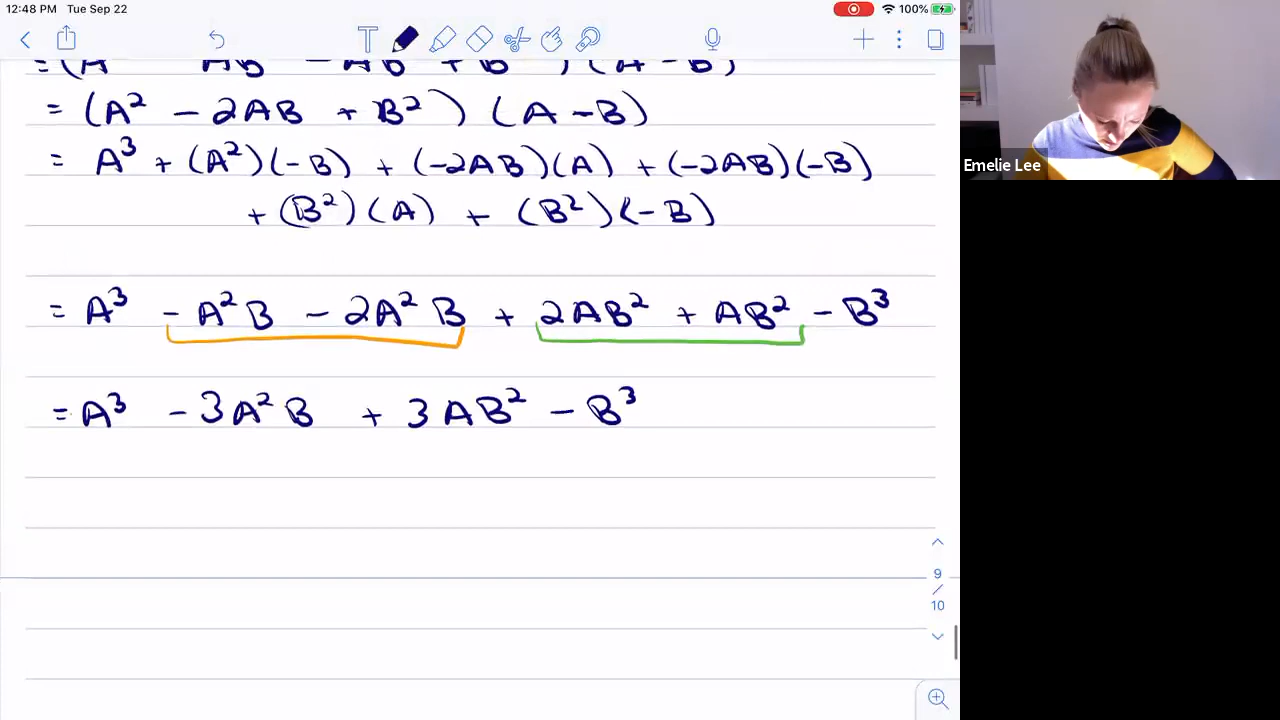 12:48 PM Tue Sep 22
100%
= (A² - 2AB + B²) (A - B)
= A³ + (A²)(-B) + (-2AB)(A) + (-2AB)(-B)
+ (B²)(A) + (B²)(-B)
= A³ - A²B - 2A²B + 2AB² + AB² - B³
= A³ - 3A²B + 3AB² - B³
9
/
10
Emelie Lee